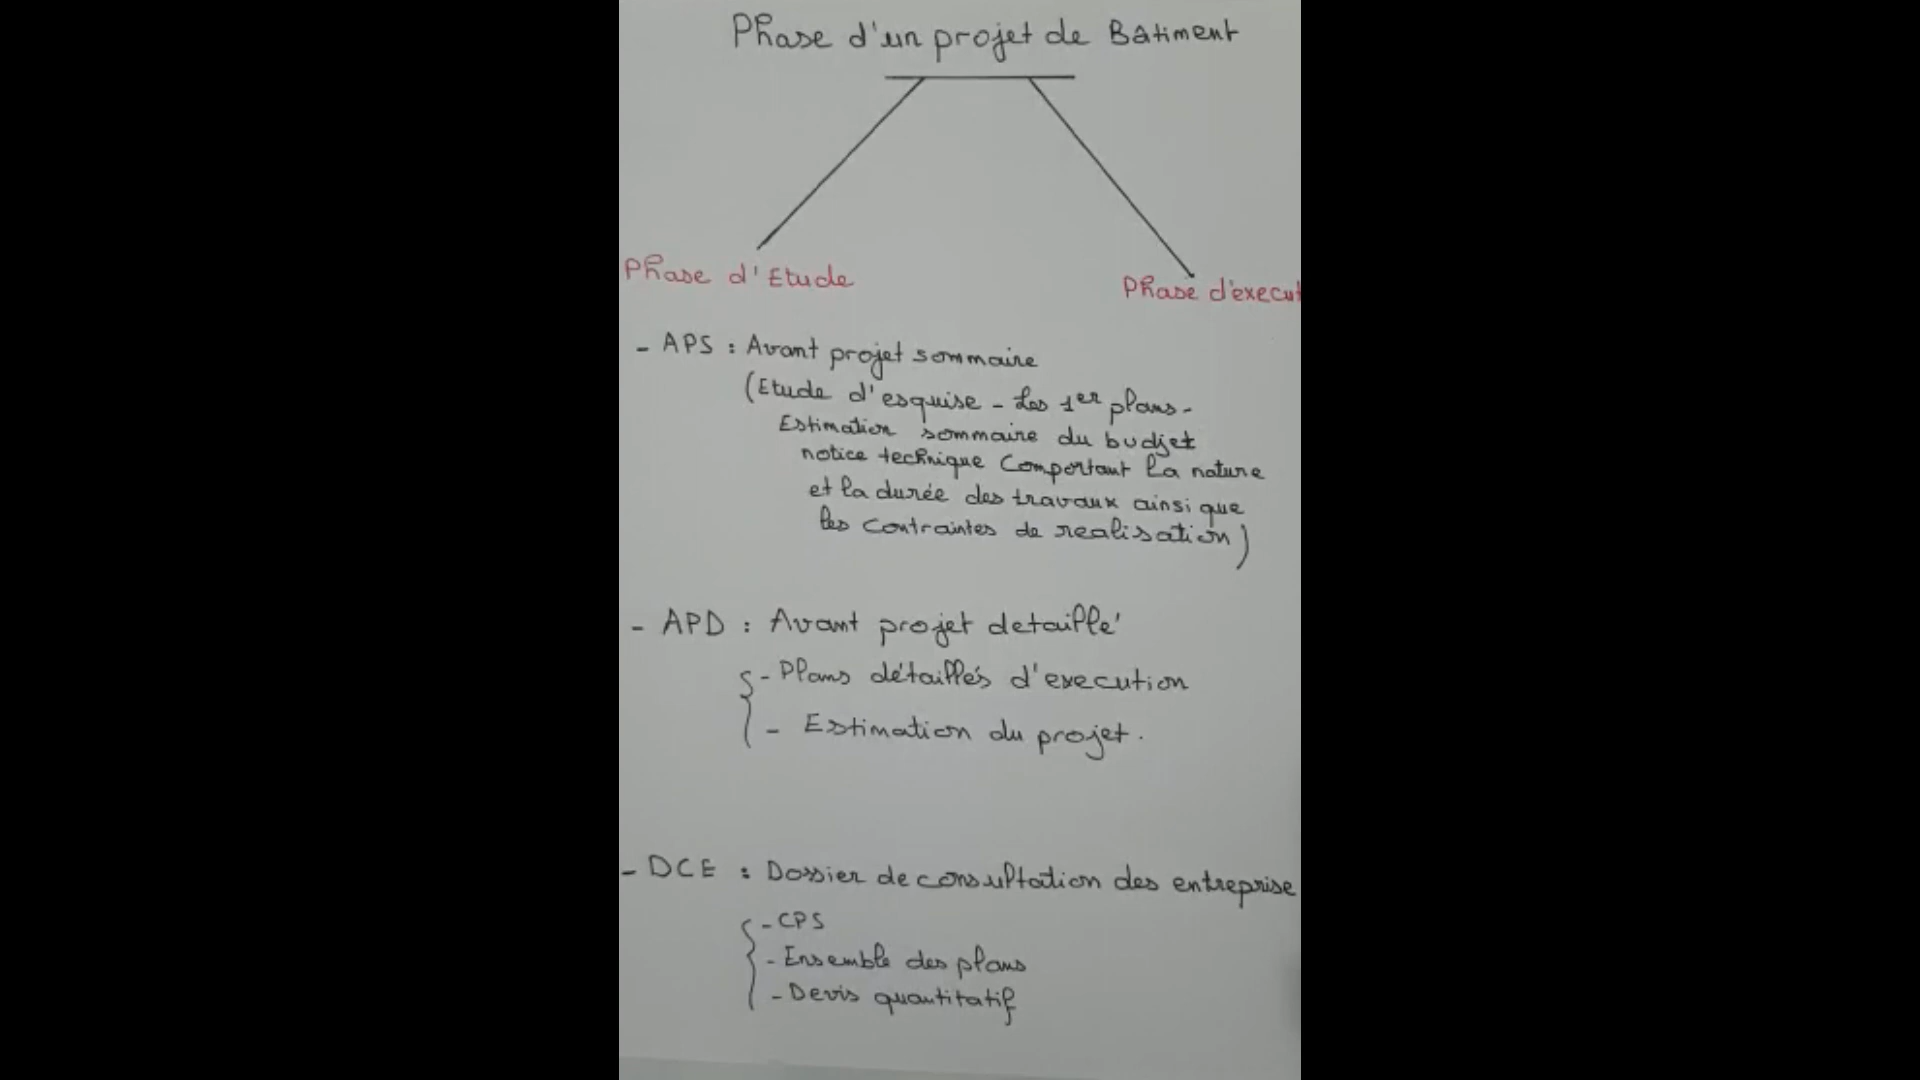 Phase d'un projet de Bâtiment
Phase d'Etude
Phase d'execut
- APS : Avant projet sommaire
(Etude d'esquise - Les 1er plans -
Estimation sommaire du budjet
notice technique Comportant la nature
et la durée des travaux ainsi que
les contraintes de realisation)
- APD : Avant projet detaillé
- Plans détaillés d'execution
- Estimation du projet.
- DCE : Dossier de consultation des entreprise
- CPS
- Ensemble des plans
- Devis quantitatif